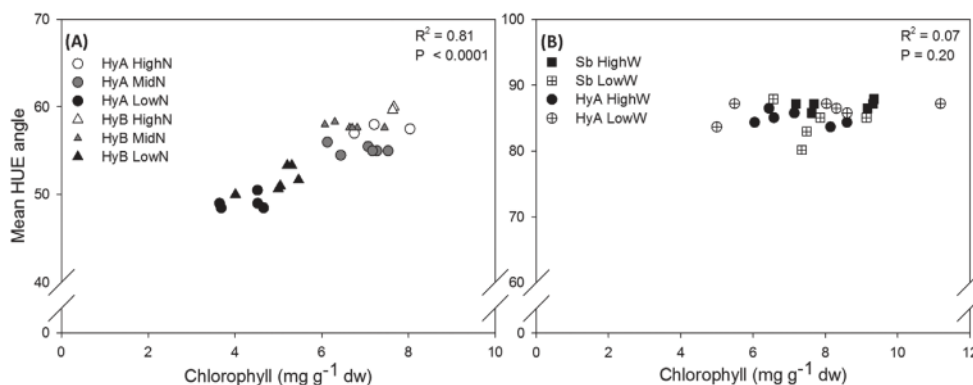 (A)
R² = 0.81
P < 0.0001
HyA HighN
HyA MidN
HyA LowN
HyB HighN
HyB MidN
HyB LowN
Mean HUE angle
70
60
50
40
0
0 2 4 6 8 10
Chlorophyll (mg g⁻¹ dw)
(B)
R² = 0.07
P = 0.20
Sb HighW
Sb LowW
HyA HighW
HyA LowW
100
90
80
70
60
0
0 2 4 6 8 10 12
Chlorophyll (mg g⁻¹ dw)